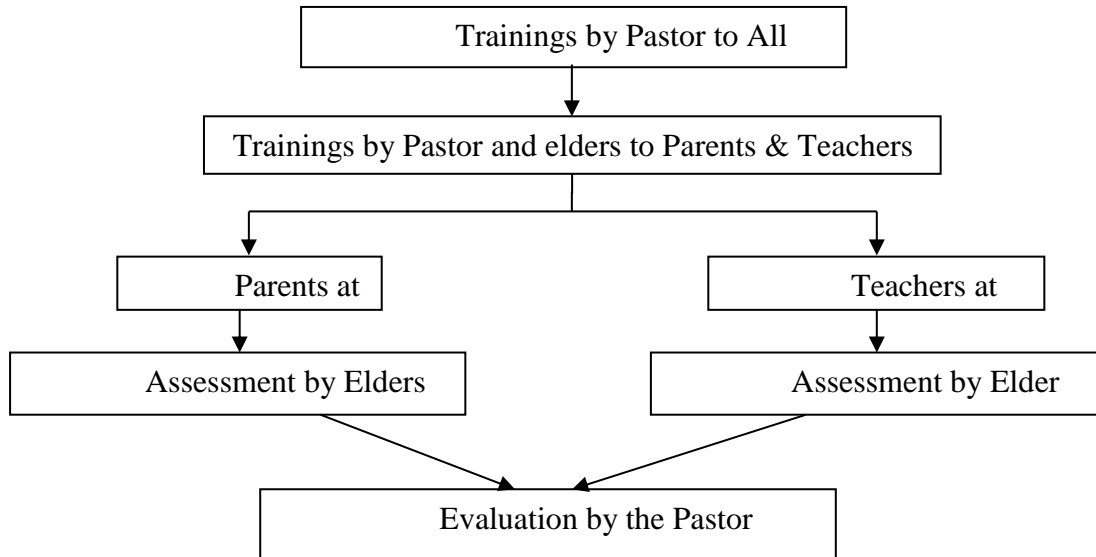 Trainings by Pastor to All
Trainings by Pastor and elders to Parents & Teachers
Parents at
Teachers at
Assessment by Elders
Assessment by Elder
Evaluation by the Pastor